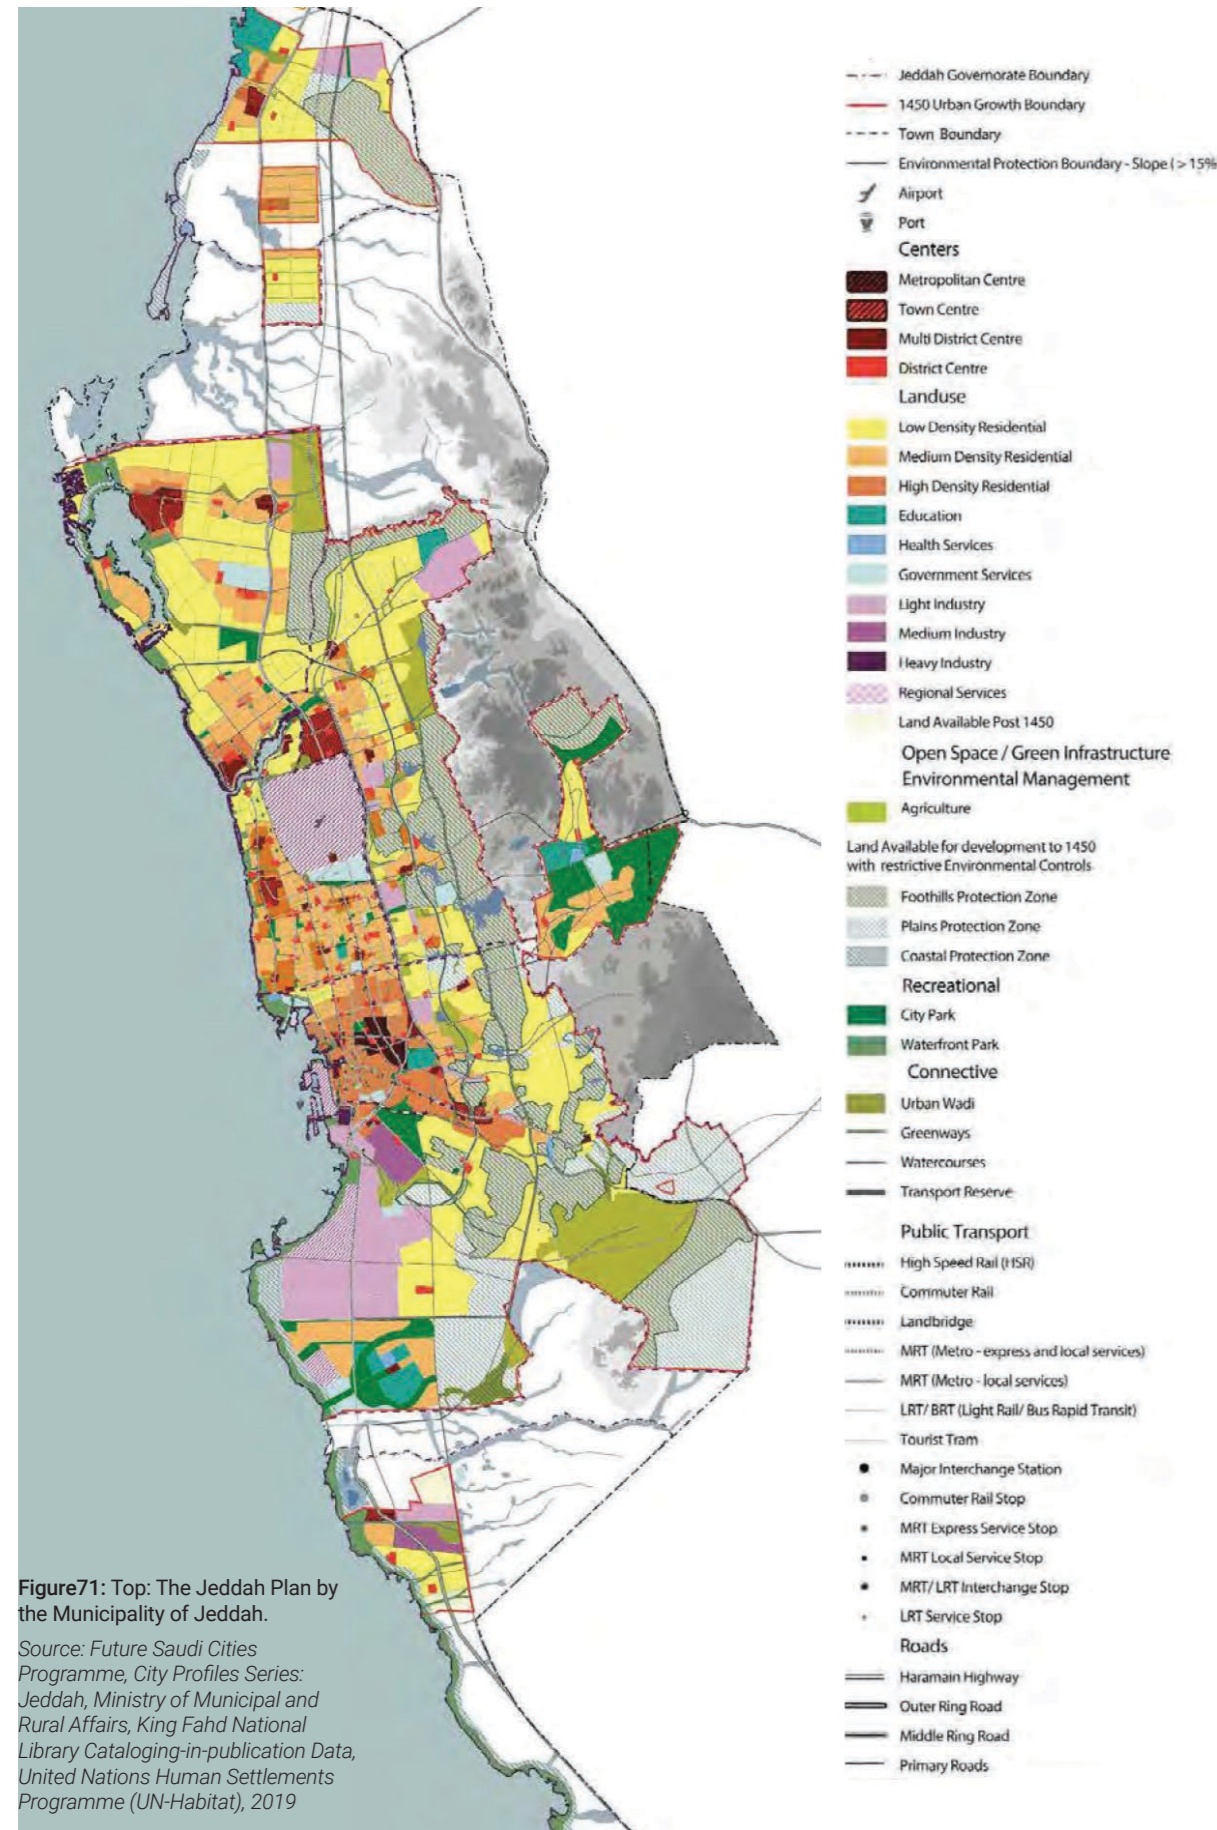 Jeddah Governorate Boundary
1450 Urban Growth Boundary
Town Boundary
Environmental Protection Boundary - Slope ( > 15%
Airport
Port
Centers
Metropolitan Centre
Town Centre
Multi District Centre
District Centre
Landuse
Low Density Residential
Medium Density Residential
High Density Residential
Education
Health Services
Government Services
Light Industry
Medium Industry
Heavy Industry
Regional Services
Land Available Post 1450
Open Space / Green Infrastructure
Environmental Management
Agriculture
Land Available for development to 1450
with restrictive Environmental Controls
Foothills Protection Zone
Plains Protection Zone
Coastal Protection Zone
Recreational
City Park
Waterfront Park
Connective
Urban Wadi
Greenways
Watercourses
Transport Reserve
Public Transport
High Speed Rail (HSR)
Commuter Rail
Landbridge
MRT (Metro - express and local services)
MRT (Metro - local services)
LRT/ BRT (Light Rail/ Bus Rapid Transit)
Tourist Tram
Major Interchange Station
Commuter Rail Stop
MRT Express Service Stop
MRT Local Service Stop
MRT/ LRT Interchange Stop
LRT Service Stop
Roads
Haramain Highway
Outer Ring Road
Middle Ring Road
Primary Roads
Figure71: Top: The Jeddah Plan by
the Municipality of Jeddah.
Source: Future Saudi Cities
Programme, City Profiles Series:
Jeddah, Ministry of Municipal and
Rural Affairs, King Fahd National
Library Cataloging-in-publication Data,
United Nations Human Settlements
Programme (UN-Habitat), 2019